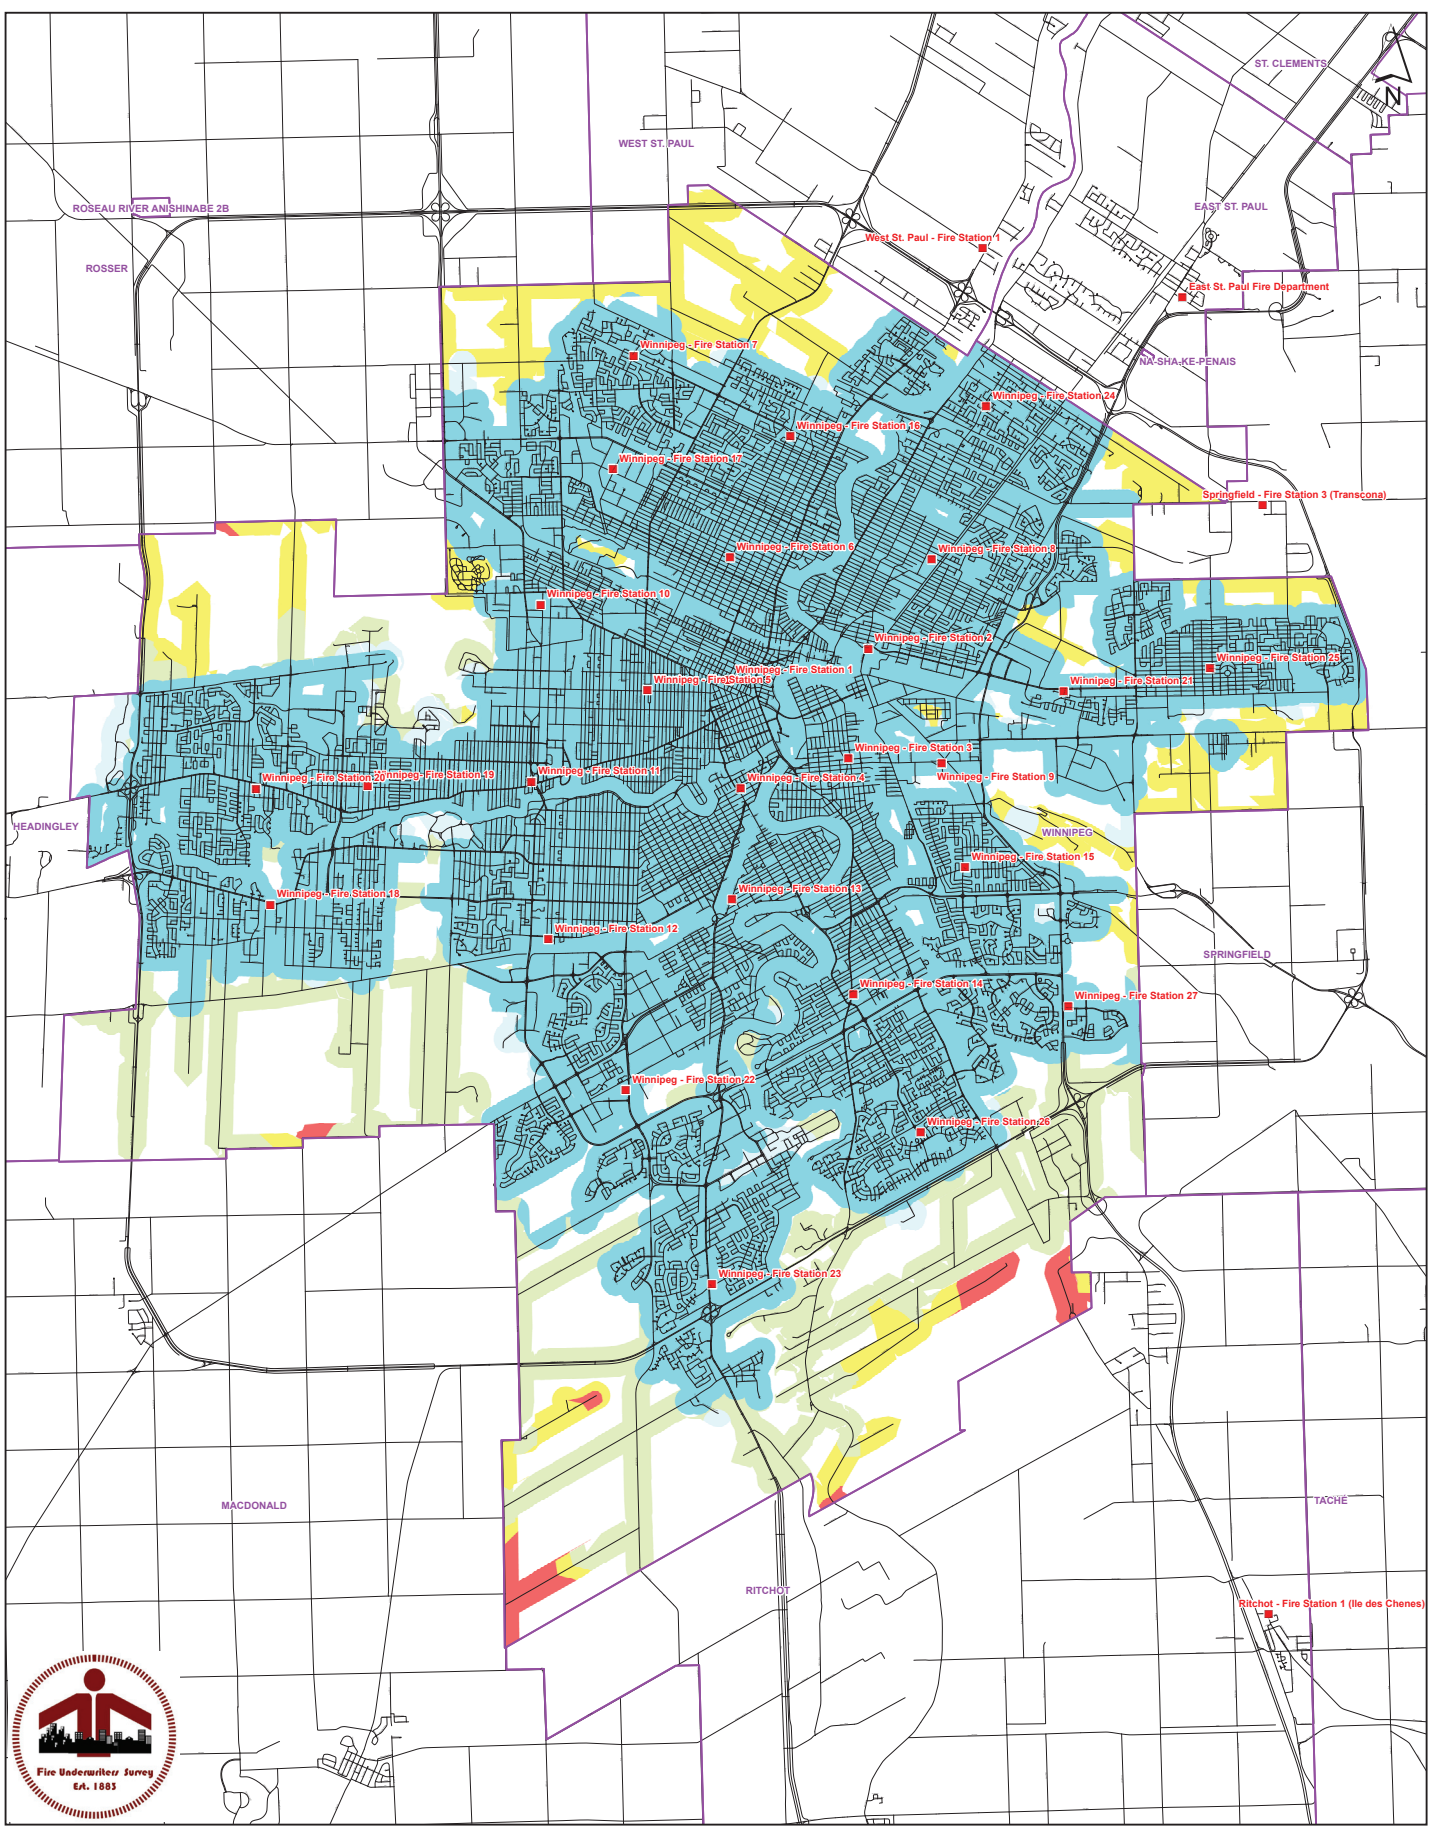 ST. CLEMENTS
N
WEST ST. PAUL
ROSEAU RIVER ANISHINABE 2B
EAST ST. PAUL
West St. Paul - Fire Station 1
ROSSER
East St. Paul Fire Department
Winnipeg - Fire Station 7
NA-SHA-KE-PENAIS
Winnipeg - Fire Station 24
Winnipeg - Fire Station 16
Winnipeg - Fire Station 17
Springfield - Fire Station 3 (Transcona)
Winnipeg - Fire Station 6
Winnipeg - Fire Station 8
Winnipeg - Fire Station 10
Winnipeg - Fire Station 2
Winnipeg - Fire Station 25
Winnipeg - Fire Station 1
Winnipeg - Fire Station 5
Winnipeg - Fire Station 21
Winnipeg - Fire Station 3
Winnipeg - Fire Station 11
Winnipeg - Fire Station 19
Winnipeg - Fire Station 20
Winnipeg - Fire Station 4
Winnipeg - Fire Station 9
HEADINGLEY
WINNIPEG
Winnipeg - Fire Station 15
Winnipeg - Fire Station 18
Winnipeg - Fire Station 13
Winnipeg - Fire Station 12
SPRINGFIELD
Winnipeg - Fire Station 14
Winnipeg - Fire Station 27
Winnipeg - Fire Station 22
Winnipeg - Fire Station 26
Winnipeg - Fire Station 23
MACDONALD
TACHÉ
RITCHOT
Ritchot - Fire Station 1 (Ile des Chenes)
Fire Underwriters Survey
Est. 1883